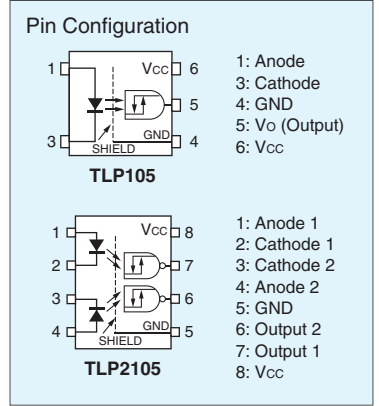 Pin Configuration
1
Vcc
6
5
3
GND
4
SHIELD
TLP105
1: Anode
3: Cathode
4: GND
5: Vo (Output)
6: Vcc
1
Vcc
8
2
7
3
6
4
GND
5
SHIELD
TLP2105
1: Anode 1
2: Cathode 1
3: Cathode 2
4: Anode 2
5: GND
6: Output 2
7: Output 1
8: Vcc